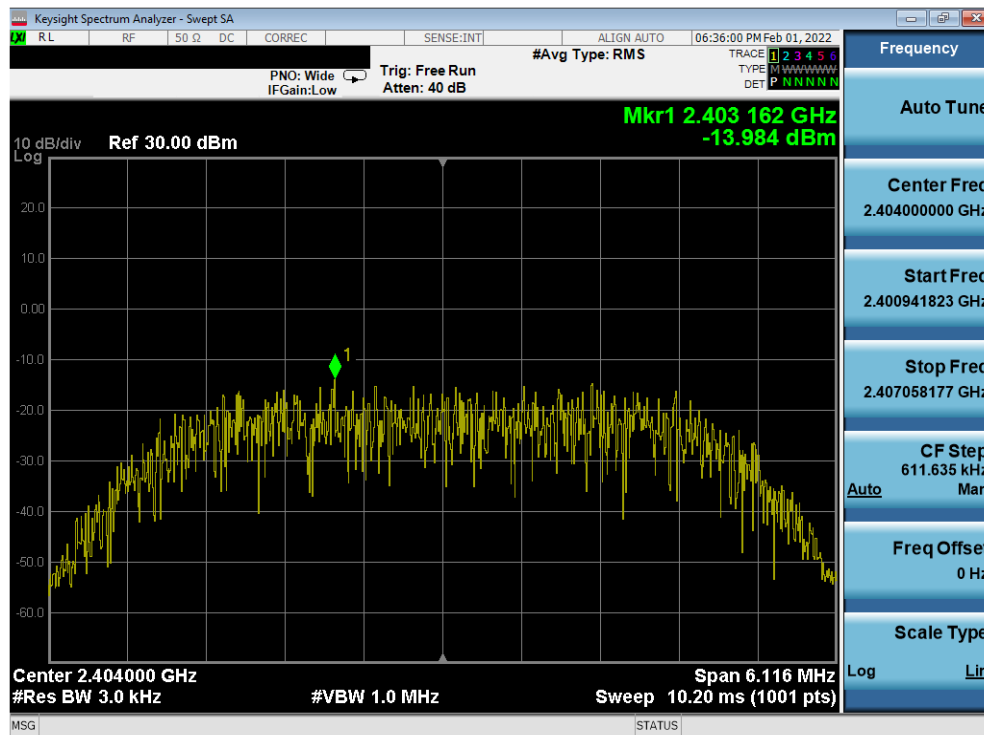 Keysight Spectrum Analyzer - Swept SA
LXI RL RF 50 Ω DC CORREC SENSE:INT ALIGN AUTO 06:36:00 PM Feb 01, 2022
#Avg Type: RMS TRACE 1 2 3 4 5 6
PNO: Wide Trig: Free Run TYPE M WWWWW
IFGain:Low Atten: 40 dB DET P N N N N N
Mkr1 2.403 162 GHz
-13.984 dBm
10 dB/div Ref 30.00 dBm
Log
20.0
10.0
0.00
-10.0
1
-20.0
-30.0
-40.0
-50.0
-60.0
Center 2.404000 GHz Span 6.116 MHz
#Res BW 3.0 kHz #VBW 1.0 MHz Sweep 10.20 ms (1001 pts)
MSG STATUS
Frequency
Auto Tune
Center Freq
2.404000000 GHz
Start Freq
2.400941823 GHz
Stop Freq
2.407058177 GHz
CF Step
611.635 kHz
Auto Man
Freq Offset
0 Hz
Scale Type
Log Lin